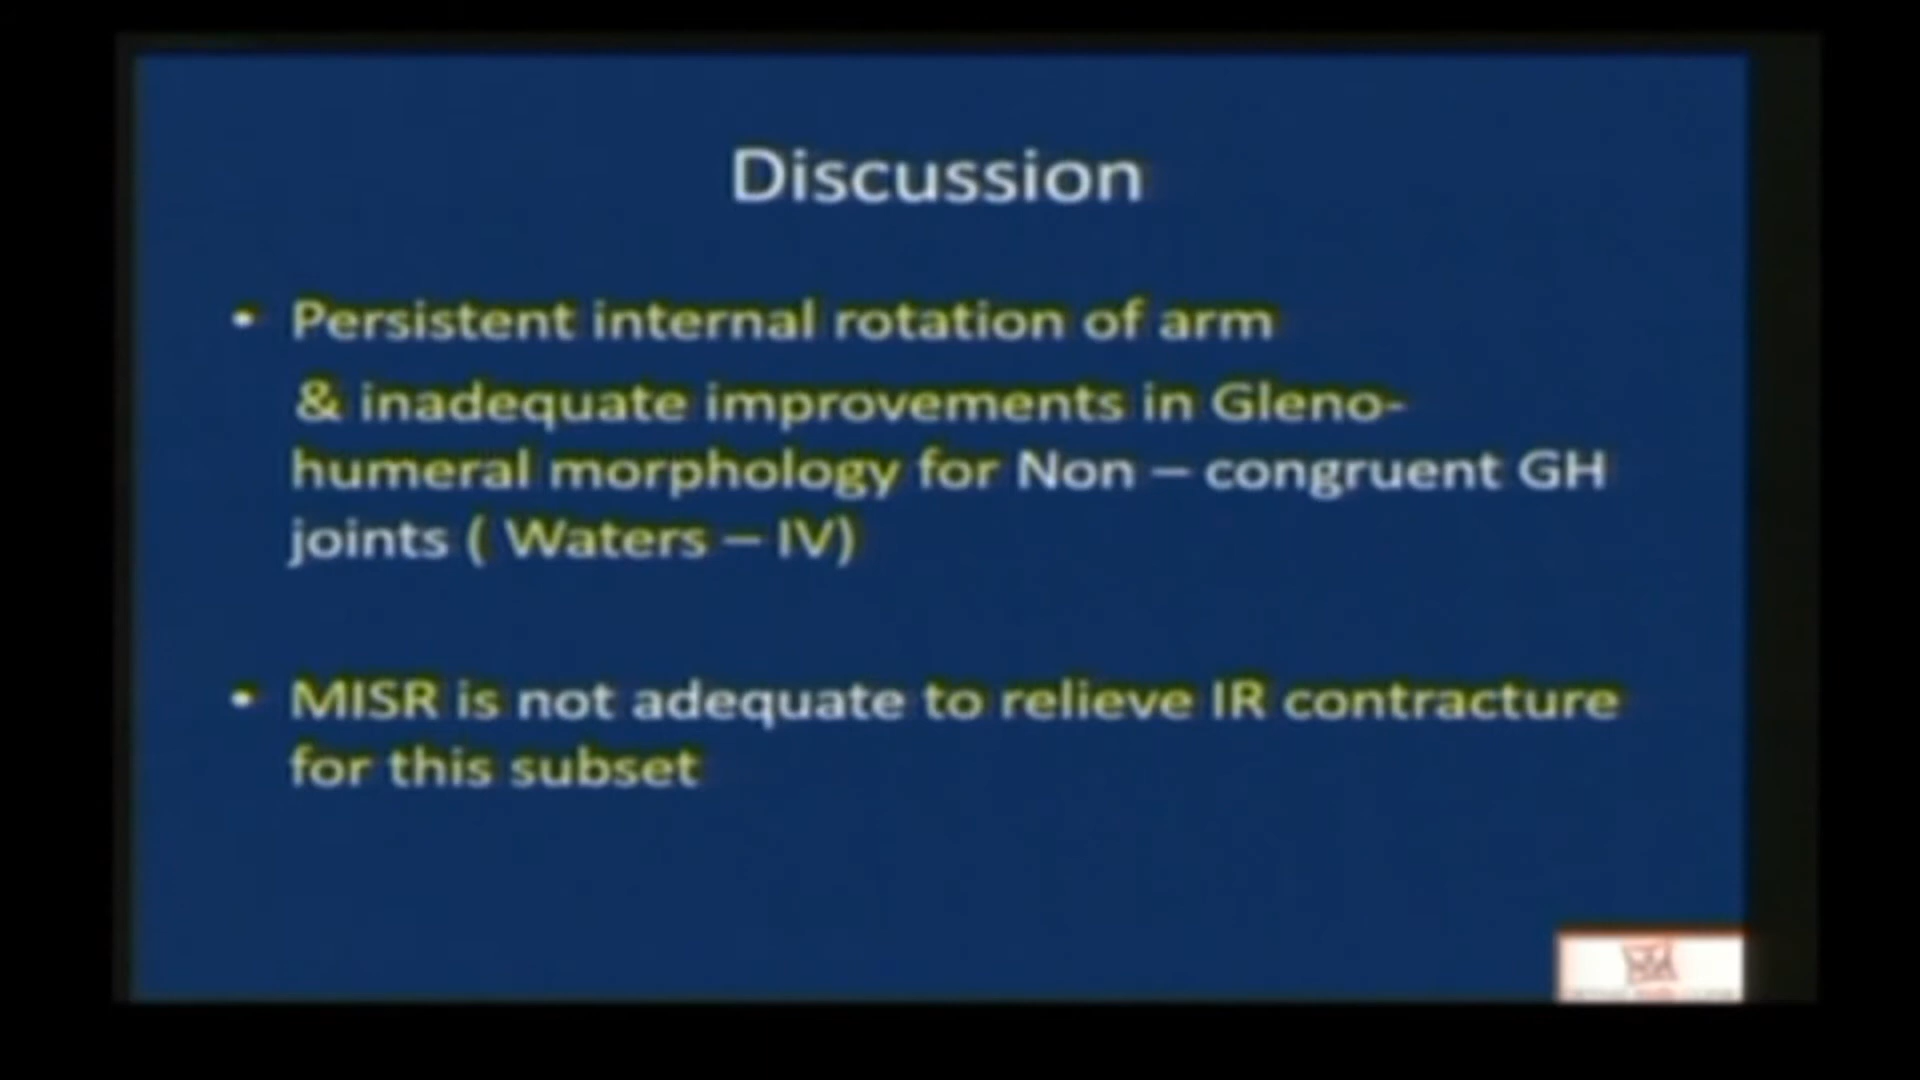 Discussion
• Persistent internal rotation of arm
& inadequate improvements in Gleno-
humeral morphology for Non – congruent GH
joints ( Waters – IV)
• MISR is not adequate to relieve IR contracture
for this subset